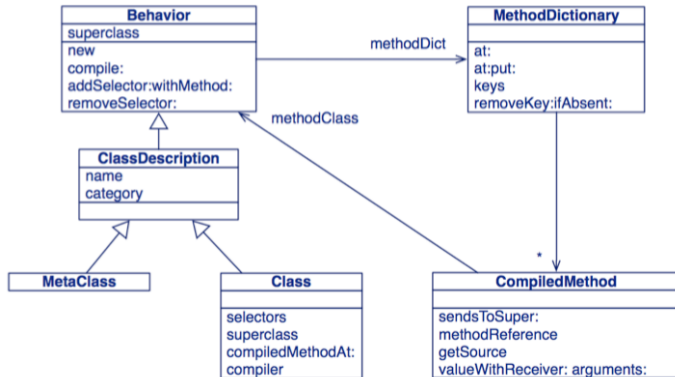 Behavior
superclass
new
compile:
addSelector:withMethod:
removeSelector:
methodDict
MethodDictionary
at:
at:put:
keys
removeKey:ifAbsent:
methodClass
ClassDescription
name
category
*
MetaClass
Class
selectors
superclass
compiledMethodAt:
compiler
CompiledMethod
sendsToSuper:
methodReference
getSource
valueWithReceiver: arguments: